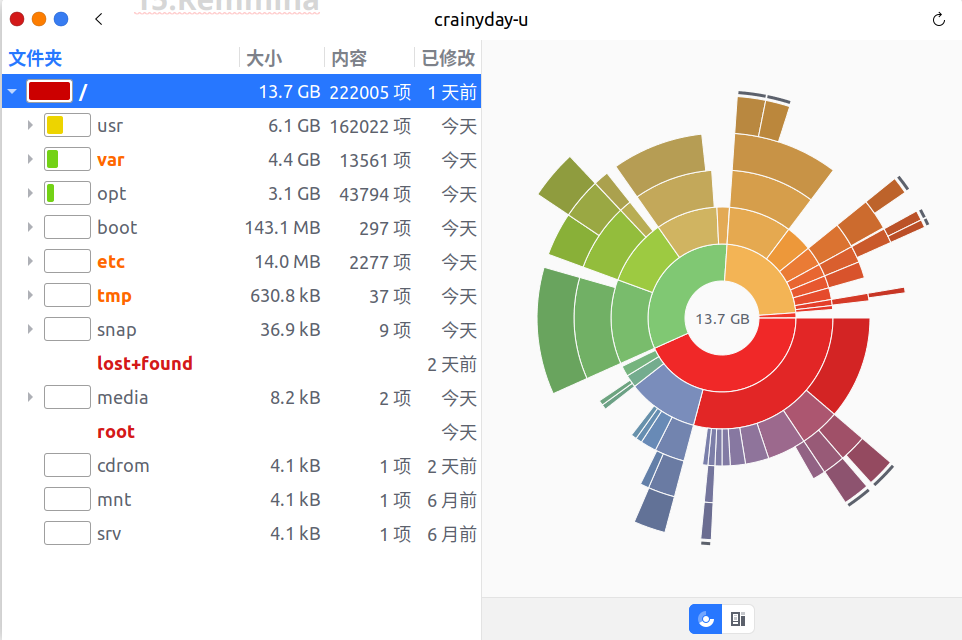 13.Remmina
crainyday-u
文件夹 大小 内容 已修改
/ 13.7 GB 222005 项 1 天前
usr 6.1 GB 162022 项 今天
var 4.4 GB 13561 项 今天
opt 3.1 GB 43794 项 今天
boot 143.1 MB 297 项 今天
etc 14.0 MB 2277 项 今天
tmp 630.8 kB 37 项 今天
snap 36.9 kB 9 项 今天
lost+found 2 天前
media 8.2 kB 2 项 今天
root 今天
cdrom 4.1 kB 1 项 2 天前
mnt 4.1 kB 1 项 6 月前
srv 4.1 kB 1 项 6 月前
13.7 GB